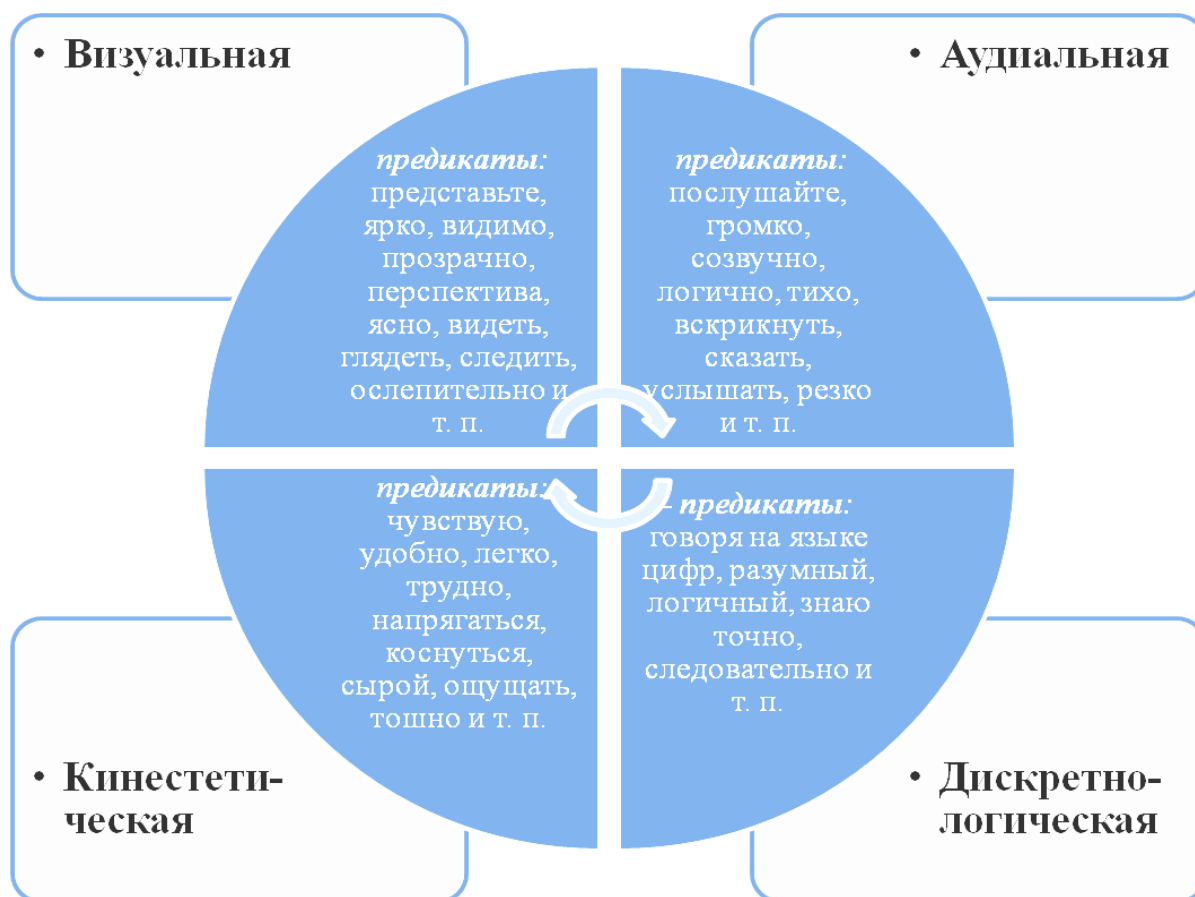 • Визуальная
предикаты:
представьте,
ярко, видимо,
прозрачно,
перспектива,
ясно, видеть,
глядеть, следить,
ослепительно и
т. п.
• Аудиальная
предикаты:
послушайте,
громко,
созвучно,
логично, тихо,
вскрикнуть,
сказать,
услышать, резко
и т. п.
• Кинестети-
ческая
предикаты:
чувствую,
удобно, легко,
трудно,
напрягаться,
коснуться,
сырой, ощущать,
тошно и т. п.
• Дискретно-
логическая
– предикаты:
говоря на языке
цифр, разумный,
логичный, знаю
точно,
следовательно и
т. п.